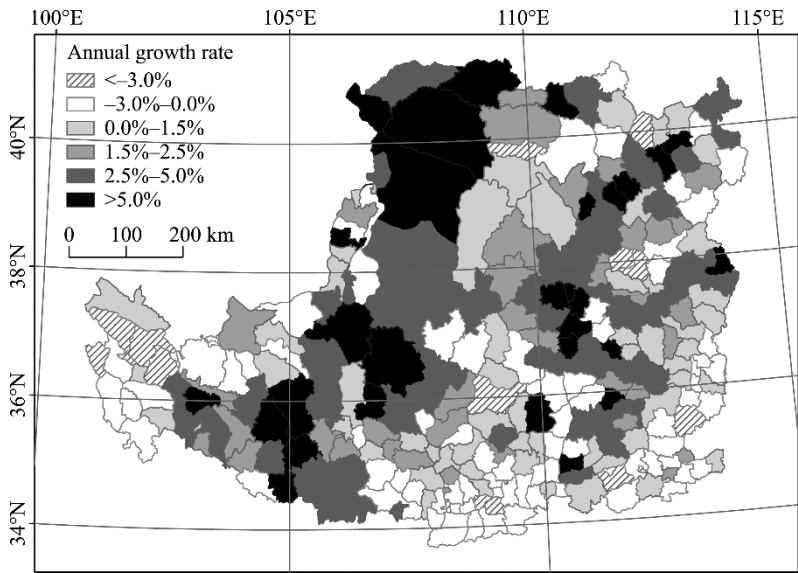 100°E 105°E 110°E 115°E
Annual growth rate
<–3.0%
–3.0%–0.0%
0.0%–1.5%
1.5%–2.5%
2.5%–5.0%
>5.0%
0 100 200 km
40°N
38°N
36°N
34°N